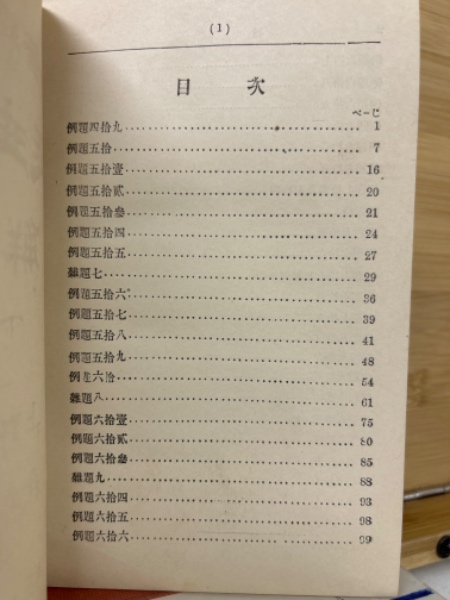 (1)
目 次
ページ
例題四拾九 1
例題五拾 7
例題五拾壹 16
例題五拾貳 20
例題五拾叄 21
例題五拾四 24
例題五拾五 27
雜題七 29
例題五拾六 36
例題五拾七 39
例題五拾八 41
例題五拾九 48
例題六拾 54
雜題八 61
例題六拾壹 75
例題六拾貳 80
例題六拾叄 85
雜題九 88
例題六拾四 93
例題六拾五 98
例題六拾六 99